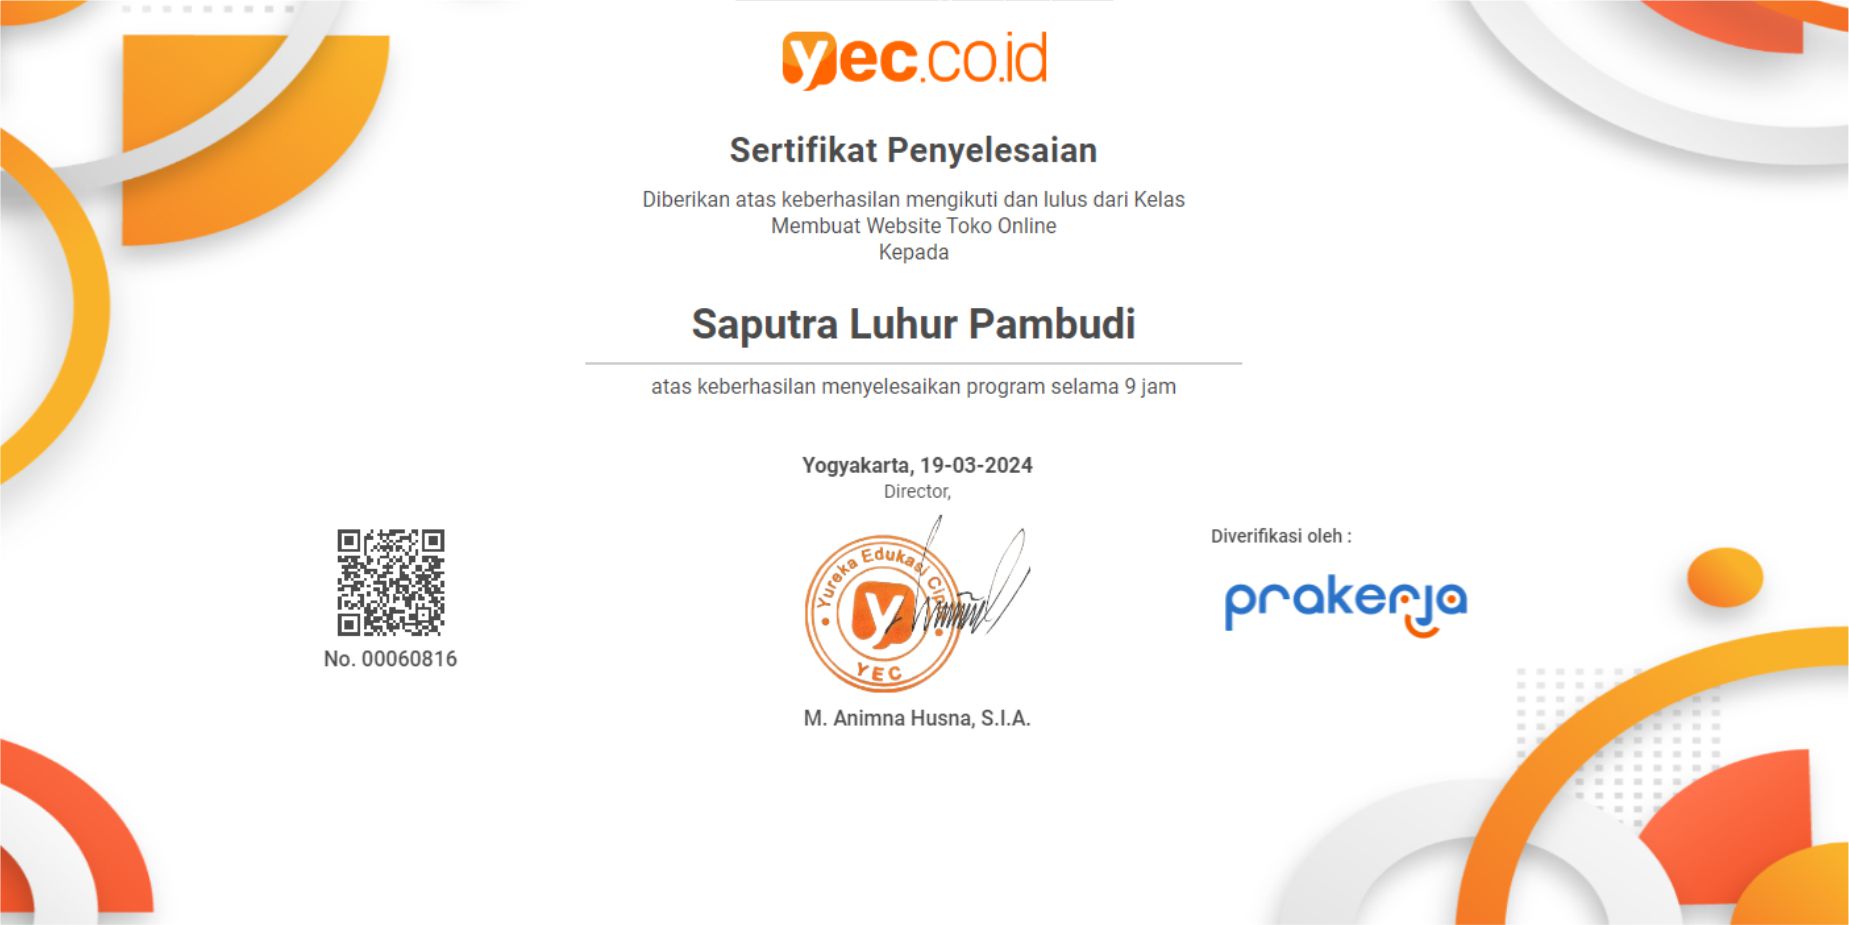 yec.co.id
Sertifikat Penyelesaian
Diberikan atas keberhasilan mengikuti dan lulus dari Kelas
Membuat Website Toko Online
Kepada
Saputra Luhur Pambudi
atas keberhasilan menyelesaikan program selama 9 jam
Yogyakarta, 19-03-2024
Director,
Yureka Edukasi
YEC
M. Animna Husna, S.I.A.
No. 00060816
Diverifikasi oleh :
prakerja